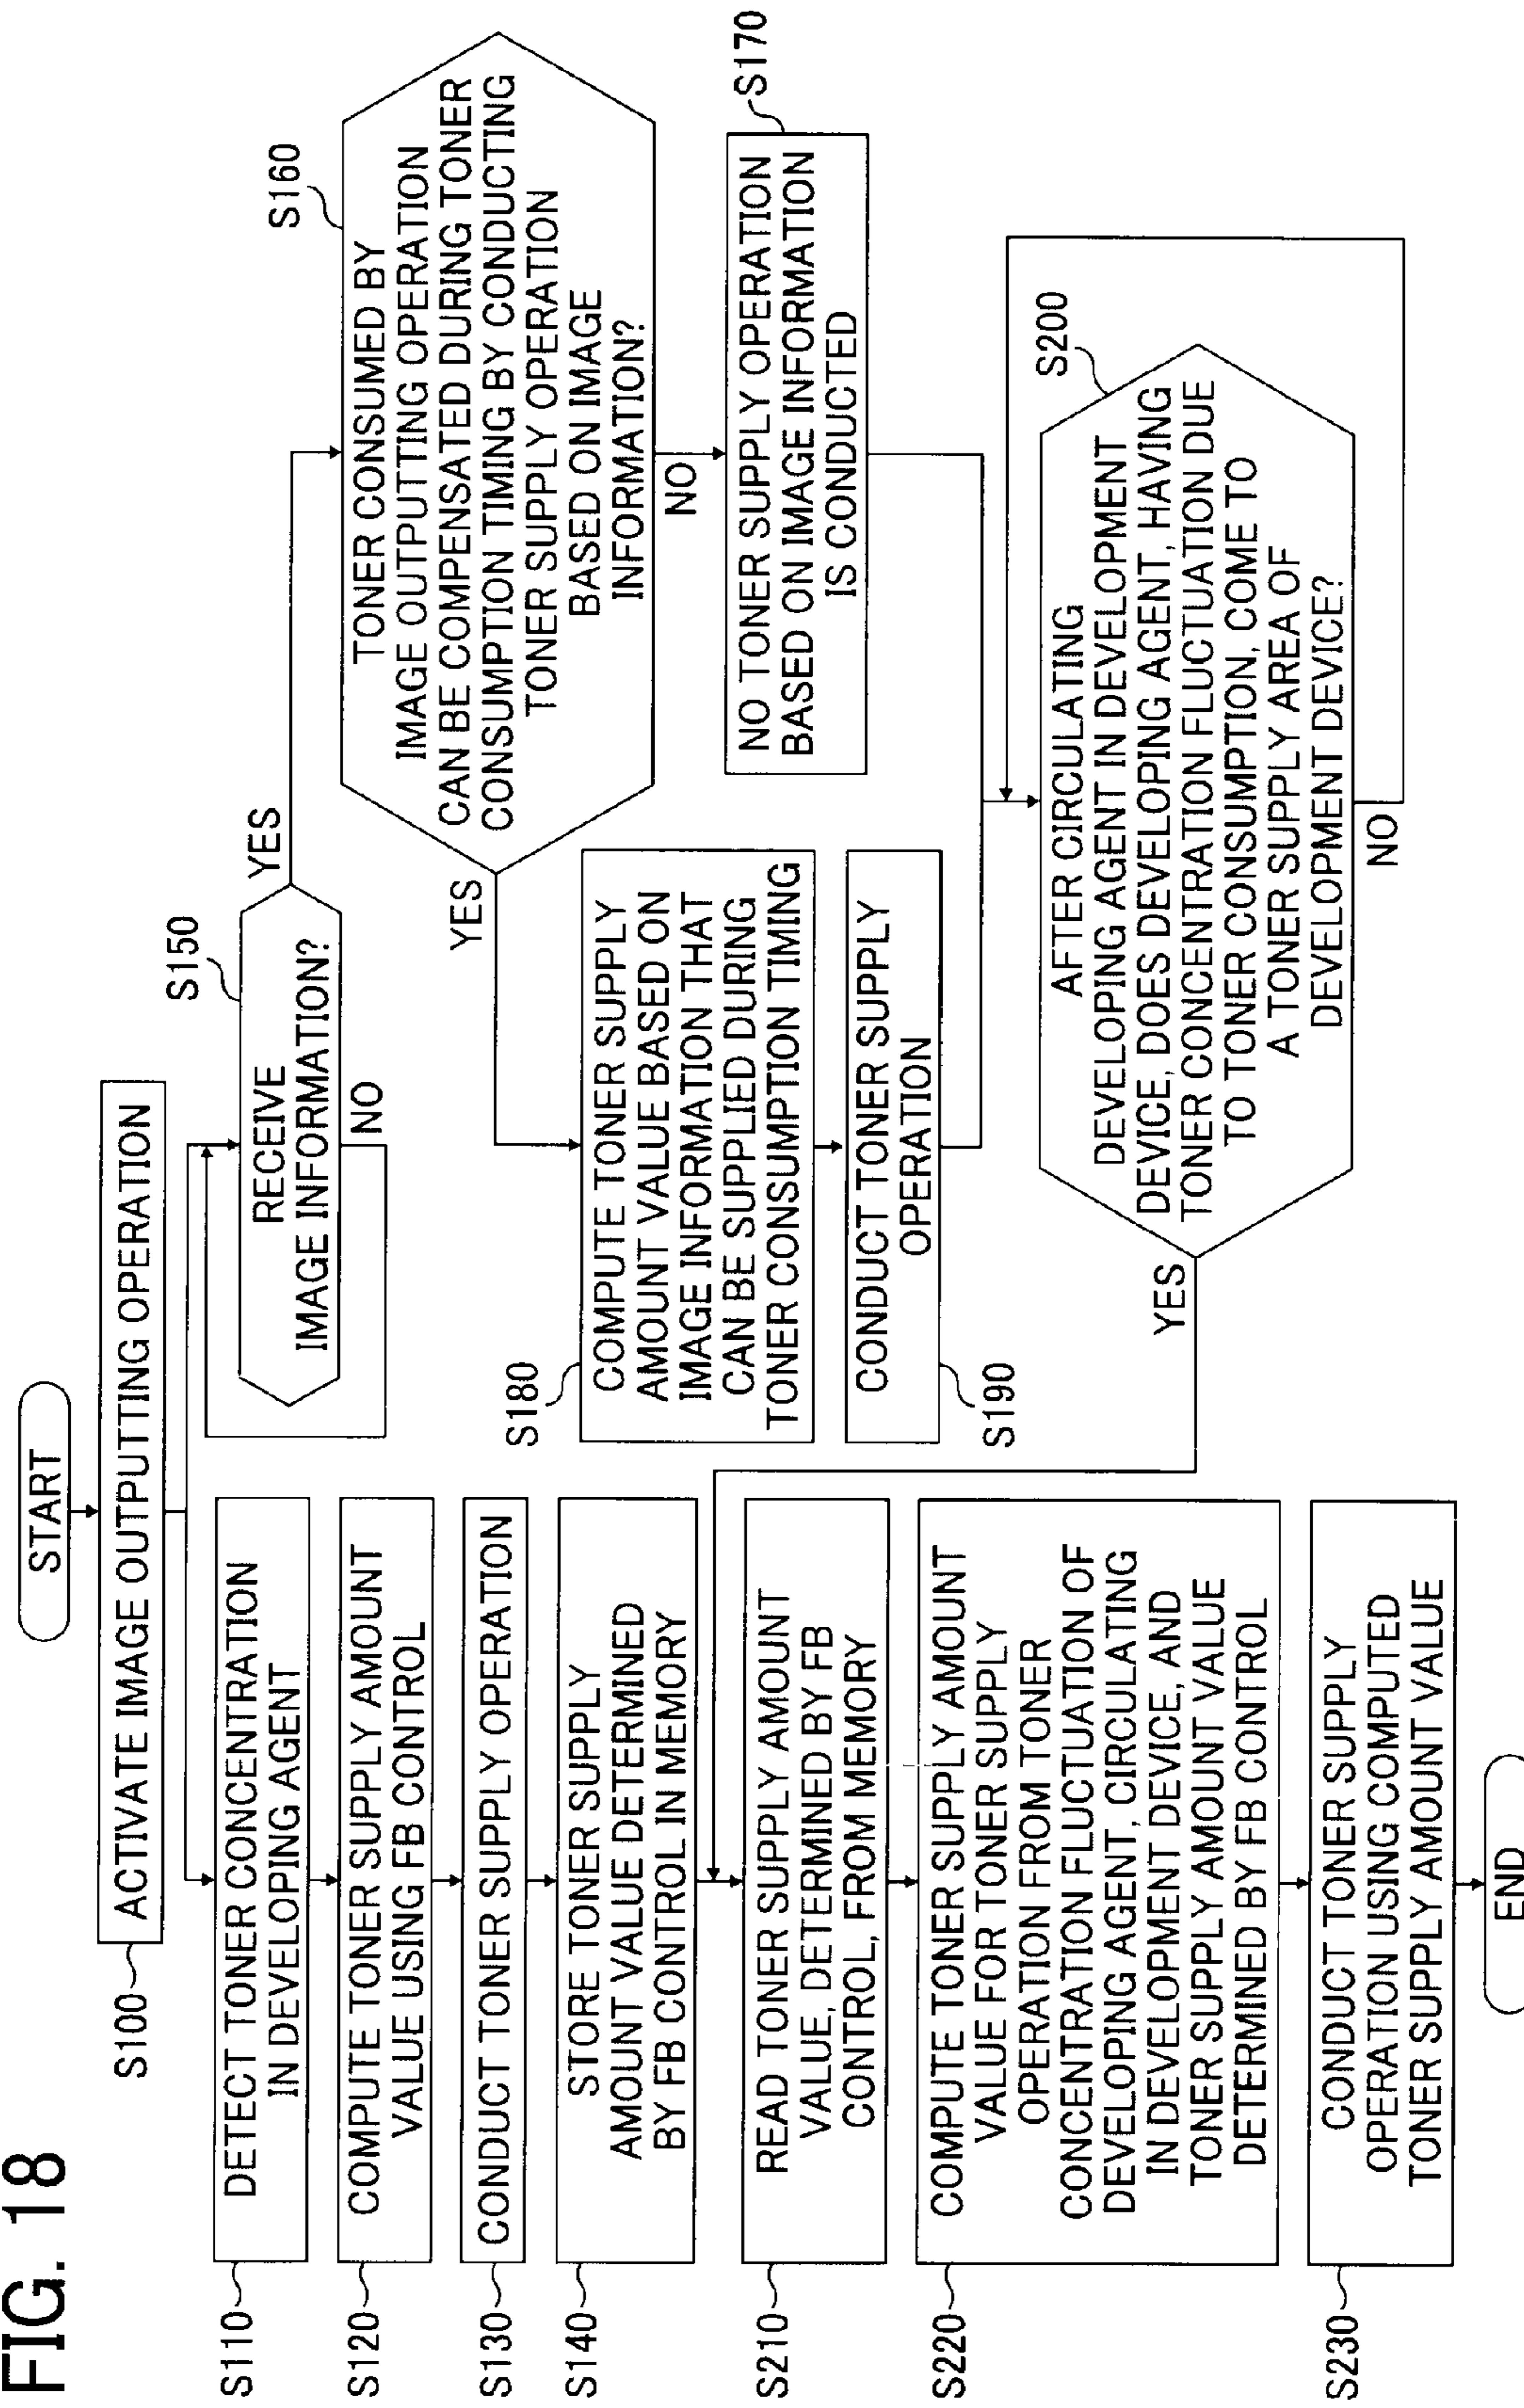 FIG. 18
START
S100
ACTIVATE IMAGE OUTPUTTING OPERATION
S110
DETECT TONER CONCENTRATION
IN DEVELOPING AGENT
S120
COMPUTE TONER SUPPLY AMOUNT
VALUE USING FB CONTROL
S130
CONDUCT TONER SUPPLY OPERATION
S140
STORE TONER SUPPLY
AMOUNT VALUE DETERMINED
BY FB CONTROL IN MEMORY
S150
RECEIVE
IMAGE INFORMATION?
YES
NO
S160
TONER CONSUMED BY
IMAGE OUTPUTTING OPERATION
CAN BE COMPENSATED DURING TONER
CONSUMPTION TIMING BY CONDUCTING
TONER SUPPLY OPERATION
BASED ON IMAGE
INFORMATION?
YES
NO
S170
NO TONER SUPPLY OPERATION
BASED ON IMAGE INFORMATION
IS CONDUCTED
S180
COMPUTE TONER SUPPLY
AMOUNT VALUE BASED ON
IMAGE INFORMATION THAT
CAN BE SUPPLIED DURING
TONER CONSUMPTION TIMING
S190
CONDUCT TONER SUPPLY
OPERATION
S200
AFTER CIRCULATING
DEVELOPING AGENT IN DEVELOPMENT
DEVICE, DOES DEVELOPING AGENT, HAVING
TONER CONCENTRATION FLUCTUATION DUE
TO TONER CONSUMPTION, COME TO
A TONER SUPPLY AREA OF
DEVELOPMENT DEVICE?
YES
NO
S210
READ TONER SUPPLY AMOUNT
VALUE, DETERMINED BY FB
CONTROL, FROM MEMORY
S220
COMPUTE TONER SUPPLY AMOUNT
VALUE FOR TONER SUPPLY
OPERATION FROM TONER
CONCENTRATION FLUCTUATION OF
DEVELOPING AGENT, CIRCULATING
IN DEVELOPMENT DEVICE, AND
TONER SUPPLY AMOUNT VALUE
DETERMINED BY FB CONTROL
S230
CONDUCT TONER SUPPLY
OPERATION USING COMPUTED
TONER SUPPLY AMOUNT VALUE
END